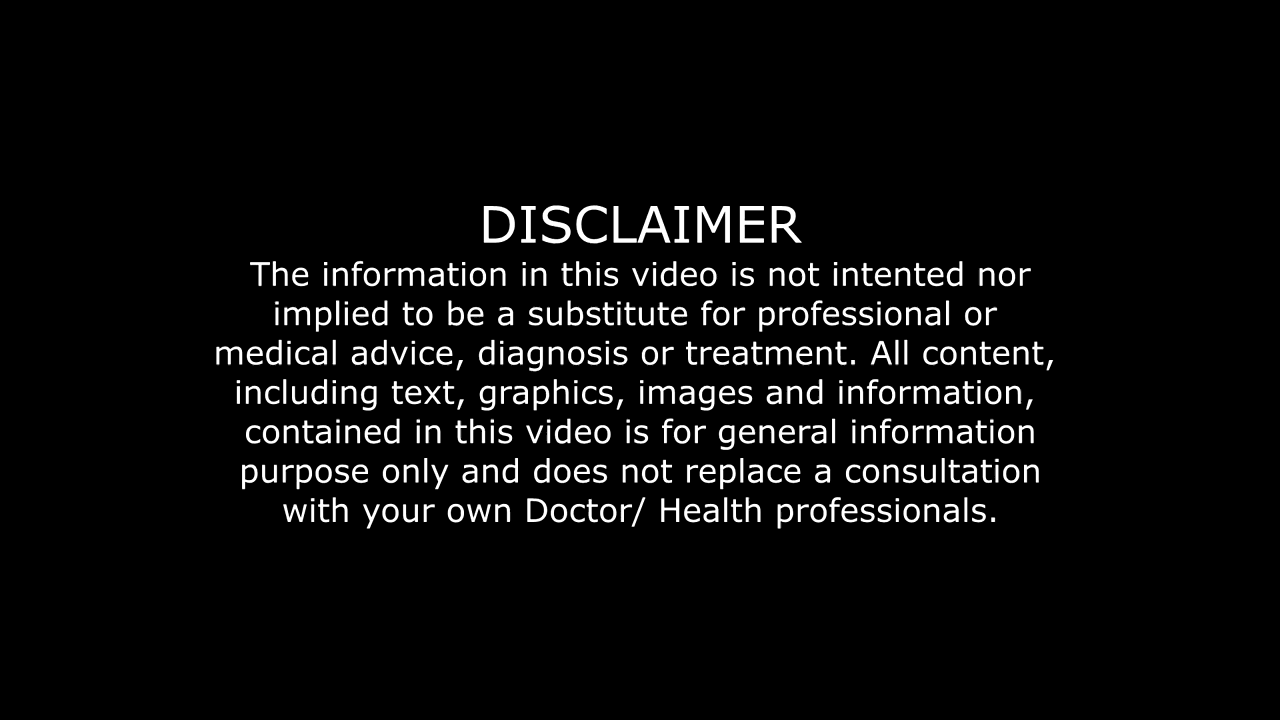 DISCLAIMER
The information in this video is not intented nor
implied to be a substitute for professional or
medical advice, diagnosis or treatment. All content,
including text, graphics, images and information,
contained in this video is for general information
purpose only and does not replace a consultation
with your own Doctor/ Health professionals.